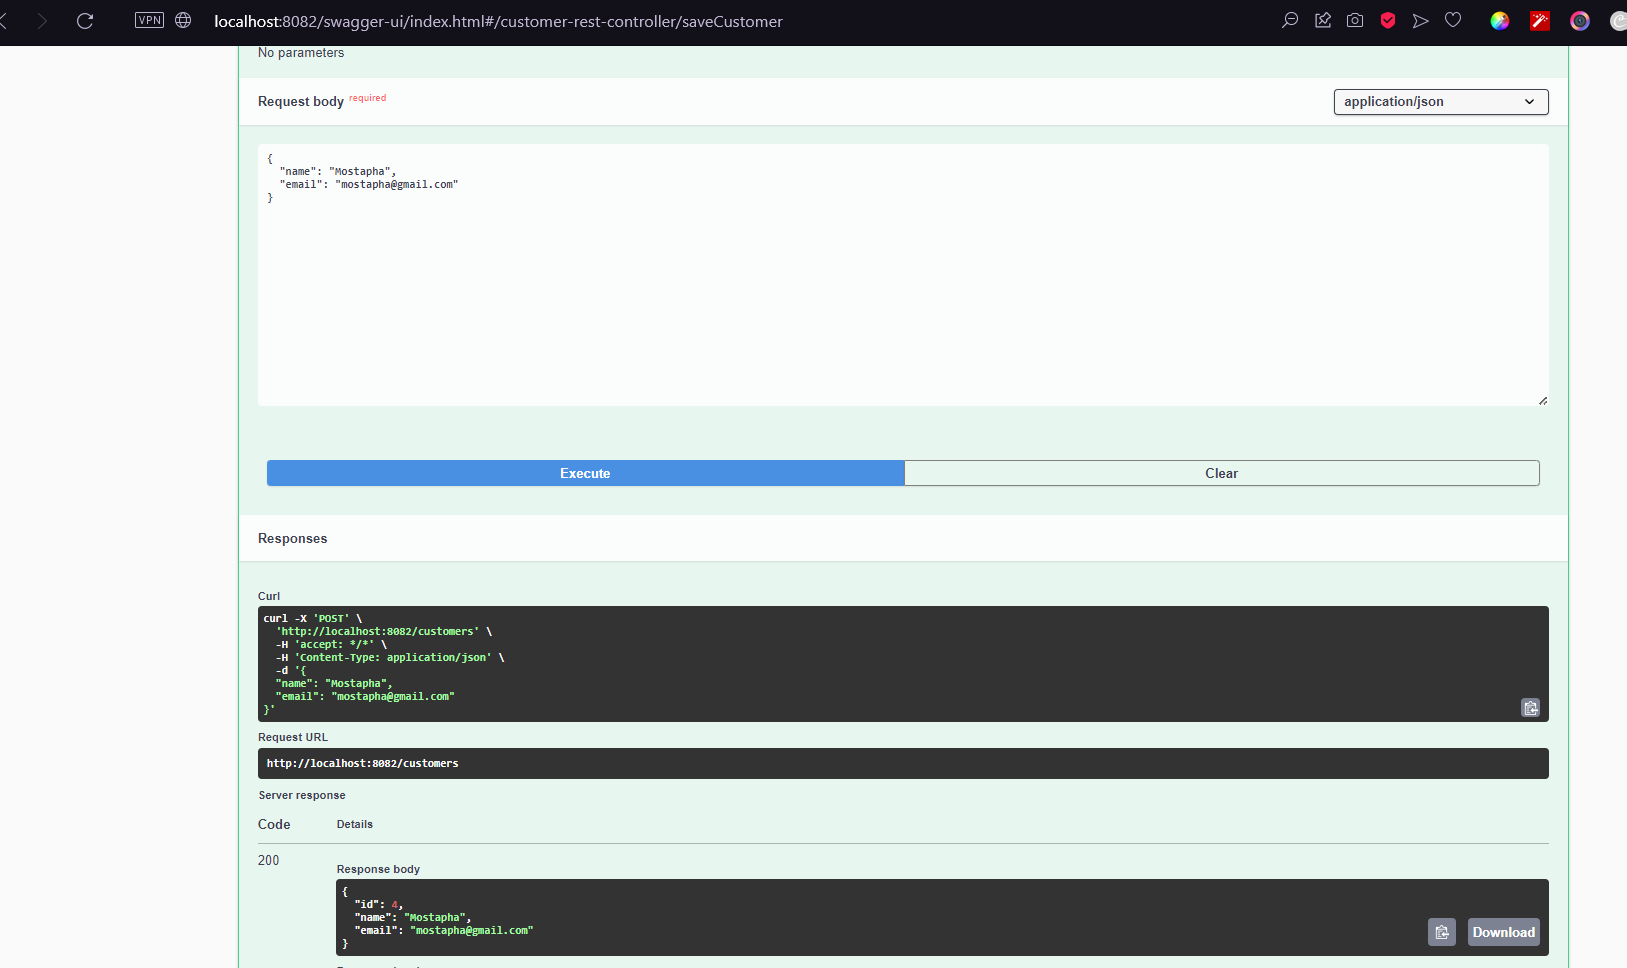 VPN
localhost:8082/swagger-ui/index.html#/customer-rest-controller/saveCustomer
No parameters
Request body required
application/json
{
  "name": "Mostapha",
  "email": "mostapha@gmail.com"
}
Execute
Clear
Responses
Curl
curl -X 'POST' \
  'http://localhost:8082/customers' \
  -H 'accept: */*' \
  -H 'Content-Type: application/json' \
  -d '{
  "name": "Mostapha",
  "email": "mostapha@gmail.com"
}'
Request URL
http://localhost:8082/customers
Server response
Code
Details
200
Response body
{
  "id": 4,
  "name": "Mostapha",
  "email": "mostapha@gmail.com"
}
Download